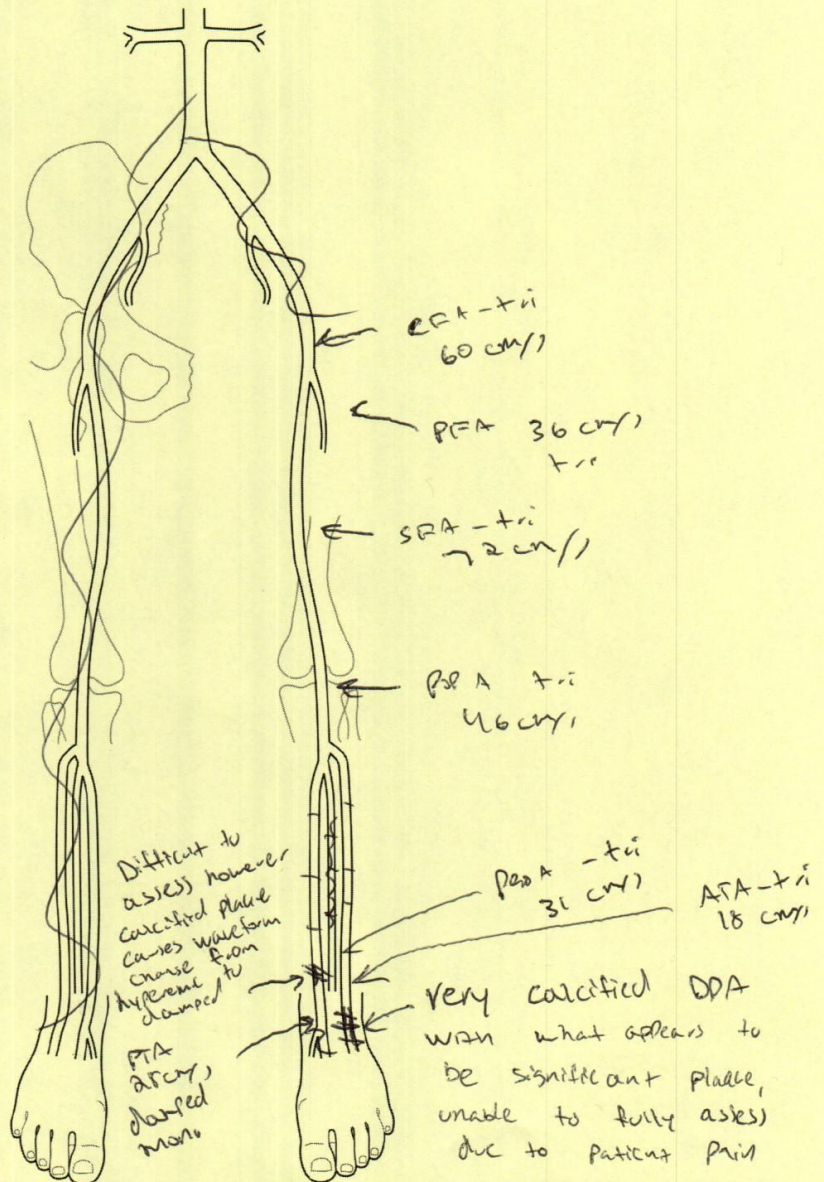 CFA - tri
60 cm/s
PFA 36 cm/s
tri
SFA - tri
72 cm/s
POP A tri
46 cm/s
Difficult to
assess however
calcified plaque
causes waveform
change from
hyperemic to
damped
PeroA - tri
31 cm/s
ATA - tri
18 cm/s
PTA
25 cm/s
damped
mono
very calcified DPA
with what appears to
be significant plaque,
unable to fully assess
due to patient pain